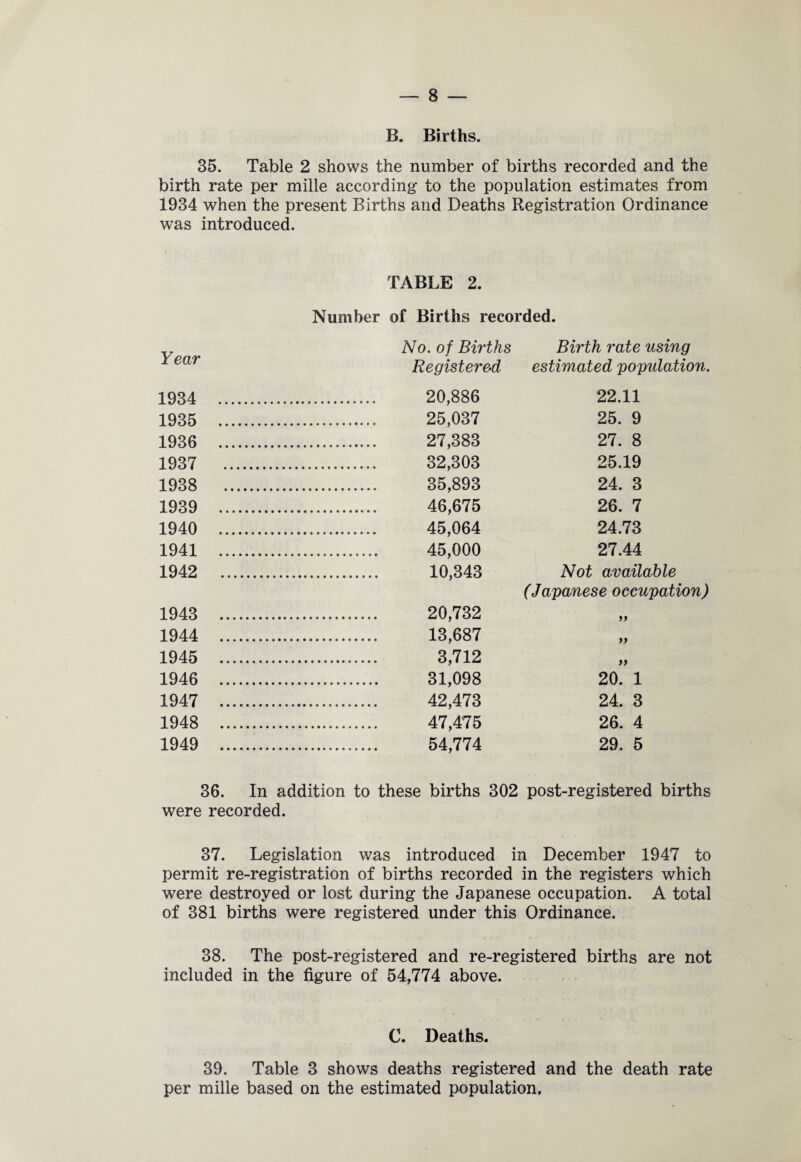 — 8 —
B. Births.
35. Table 2 shows the number of births recorded and the
birth rate per mille according to the population estimates from
1934 when the present Births and Deaths Registration Ordinance
was introduced.
TABLE 2.
Number of Births recorded.
Year No. of Births Registered Birth rate using estimated population.
1934 ........................ 20,886 22.11
1935 ........................ 25,037 25. 9
1936 ........................ 27,383 27. 8
1937 ........................ 32,303 25.19
1938 ........................ 35,893 24. 3
1939 ........................ 46,675 26. 7
1940 ........................ 45,064 24.73
1941 ........................ 45,000 27.44
1942 ........................ 10,343 Not available
(Japanese occupation)
1943 ........................ 20,732 „
1944 ........................ 13,687 „
1945 ........................ 3,712 „
1946 ........................ 31,098 20. 1
1947 ........................ 42,473 24. 3
1948 ........................ 47,475 26. 4
1949 ........................ 54,774 29. 5
36. In addition to these births 302 post-registered births
were recorded.
37. Legislation was introduced in December 1947 to
permit re-registration of births recorded in the registers which
were destroyed or lost during the Japanese occupation. A total
of 381 births were registered under this Ordinance.
38. The post-registered and re-registered births are not
included in the figure of 54,774 above.
C. Deaths.
39. Table 3 shows deaths registered and the death rate
per mille based on the estimated population.